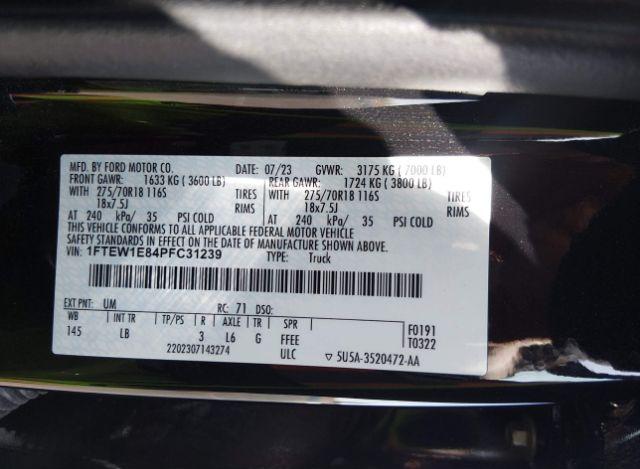 MFD. BY FORD MOTOR CO. DATE: 07/23 GVWR: 3175 KG ( 7000 LB)
FRONT GAWR: 1633 KG ( 3600 LB) REAR GAWR: 1724 KG ( 3800 LB)
WITH 275/70R18 116S TIRES WITH 275/70R18 116S TIRES
18x7.5J RIMS 18x7.5J RIMS
AT 240 kPa/ 35 PSI COLD AT 240 kPa/ 35 PSI COLD
THIS VEHICLE CONFORMS TO ALL APPLICABLE FEDERAL MOTOR VEHICLE
SAFETY STANDARDS IN EFFECT ON THE DATE OF MANUFACTURE SHOWN ABOVE.
VIN: 1FTEW1E84PFC31239 TYPE: Truck
EXT PNT: UM RC: 71 DSO:
WB INT TR TP/PS R AXLE TR SPR
145 LB 3 L6 G FFEE
2202307143274 ULC
F0191
T0322
5U5A-3520472-AA